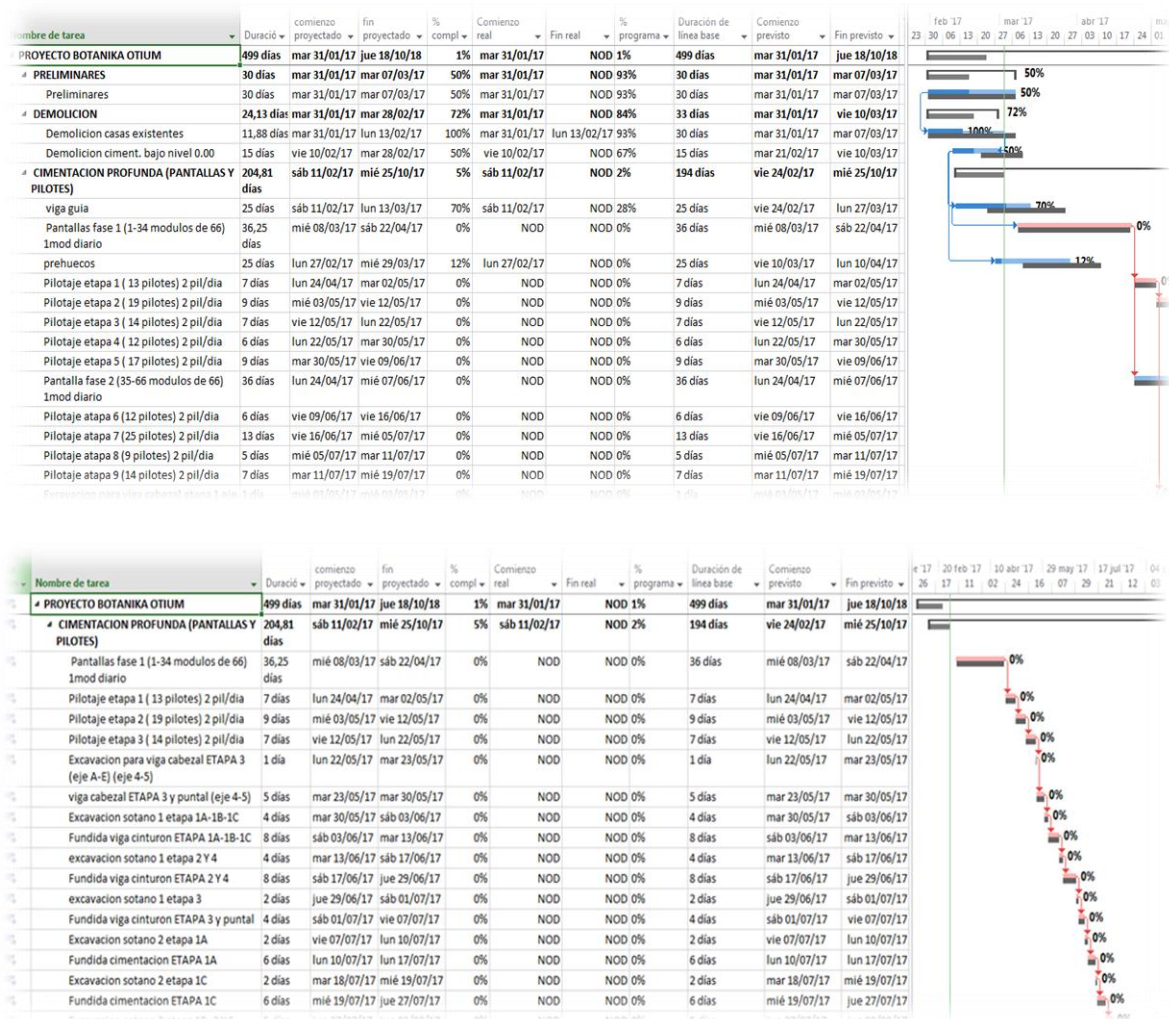 comienzo fin % Comienzo % Duración de Comienzo feb '17 mar '17 abr '17
ombre de tarea Duració proyectado proyectado compl real Fin real programa línea base previsto Fin previsto 23 30 06 13 20 27 06 13 20 27 03 10 17 24 01
PROYECTO BOTANIKA OTIUM 499 días mar 31/01/17 jue 18/10/18 1% mar 31/01/17 NOD 1% 499 días mar 31/01/17 jue 18/10/18
PRELIMINARES 30 días mar 31/01/17 mar 07/03/17 50% mar 31/01/17 NOD 93% 30 días mar 31/01/17 mar 07/03/17 50%
Preliminares 30 días mar 31/01/17 mar 07/03/17 50% mar 31/01/17 NOD 93% 30 días mar 31/01/17 mar 07/03/17 50%
DEMOLICION 24,13 días mar 31/01/17 mar 28/02/17 72% mar 31/01/17 NOD 84% 33 días mar 31/01/17 vie 10/03/17 72%
Demolicion casas existentes 11,88 días mar 31/01/17 lun 13/02/17 100% mar 31/01/17 lun 13/02/17 93% 30 días mar 31/01/17 mar 07/03/17 100%
Demolicion ciment. bajo nivel 0.00 15 días vie 10/02/17 mar 28/02/17 50% vie 10/02/17 NOD 67% 15 días mar 21/02/17 vie 10/03/17 50%
CIMENTACION PROFUNDA (PANTALLAS Y 204,81 sáb 11/02/17 mié 25/10/17 5% sáb 11/02/17 NOD 2% 194 días vie 24/02/17 mié 25/10/17
PILOTES) días
viga guia 25 días sáb 11/02/17 lun 13/03/17 70% sáb 11/02/17 NOD 28% 25 días vie 24/02/17 lun 27/03/17 70%
Pantallas fase 1 (1-34 modulos de 66) 36,25 mié 08/03/17 sáb 22/04/17 0% NOD NOD 0% 36 días mié 08/03/17 sáb 22/04/17 0%
1mod diario días
prehuecos 25 días lun 27/02/17 mié 29/03/17 12% lun 27/02/17 NOD 0% 25 días vie 10/03/17 lun 10/04/17 12%
Pilotaje etapa 1 ( 13 pilotes) 2 pil/dia 7 días lun 24/04/17 mar 02/05/17 0% NOD NOD 0% 7 días lun 24/04/17 mar 02/05/17
Pilotaje etapa 2 ( 19 pilotes) 2 pil/dia 9 días mié 03/05/17 vie 12/05/17 0% NOD NOD 0% 9 días mié 03/05/17 vie 12/05/17
Pilotaje etapa 3 ( 14 pilotes) 2 pil/dia 7 días vie 12/05/17 lun 22/05/17 0% NOD NOD 0% 7 días vie 12/05/17 lun 22/05/17
Pilotaje etapa 4 ( 12 pilotes) 2 pil/dia 6 días lun 22/05/17 mar 30/05/17 0% NOD NOD 0% 6 días lun 22/05/17 mar 30/05/17
Pilotaje etapa 5 ( 17 pilotes) 2 pil/dia 9 días mar 30/05/17 vie 09/06/17 0% NOD NOD 0% 9 días mar 30/05/17 vie 09/06/17
Pantalla fase 2 (35-66 modulos de 66) 36 días lun 24/04/17 mié 07/06/17 0% NOD NOD 0% 36 días lun 24/04/17 mié 07/06/17
1mod diario
Pilotaje atapa 6 (12 pilotes) 2 pil/dia 6 días vie 09/06/17 vie 16/06/17 0% NOD NOD 0% 6 días vie 09/06/17 vie 16/06/17
Pilotaje atapa 7 (25 pilotes) 2 pil/dia 13 días vie 16/06/17 mié 05/07/17 0% NOD NOD 0% 13 días vie 16/06/17 mié 05/07/17
Pilotaje atapa 8 (9 pilotes) 2 pil/dia 5 días mié 05/07/17 mar 11/07/17 0% NOD NOD 0% 5 días mié 05/07/17 mar 11/07/17
Pilotaje atapa 9 (14 pilotes) 2 pil/dia 7 días mar 11/07/17 mié 19/07/17 0% NOD NOD 0% 7 días mar 11/07/17 mié 19/07/17
comienzo fin % Comienzo % Duración de Comienzo e '17 20 feb '17 10 abr '17 29 may '17 17 jul '17 04
Nombre de tarea Duració proyectado proyectado compl real Fin real programa línea base previsto Fin previsto 26 17 11 02 24 16 07 29 21 12 03
PROYECTO BOTANIKA OTIUM 499 días mar 31/01/17 jue 18/10/18 1% mar 31/01/17 NOD 1% 499 días mar 31/01/17 jue 18/10/18
CIMENTACION PROFUNDA (PANTALLAS Y 204,81 sáb 11/02/17 mié 25/10/17 5% sáb 11/02/17 NOD 2% 194 días vie 24/02/17 mié 25/10/17
PILOTES) días
Pantallas fase 1 (1-34 modulos de 66) 36,25 mié 08/03/17 sáb 22/04/17 0% NOD NOD 0% 36 días mié 08/03/17 sáb 22/04/17 0%
1mod diario días
Pilotaje etapa 1 ( 13 pilotes) 2 pil/dia 7 días lun 24/04/17 mar 02/05/17 0% NOD NOD 0% 7 días lun 24/04/17 mar 02/05/17 0%
Pilotaje etapa 2 ( 19 pilotes) 2 pil/dia 9 días mié 03/05/17 vie 12/05/17 0% NOD NOD 0% 9 días mié 03/05/17 vie 12/05/17 0%
Pilotaje etapa 3 ( 14 pilotes) 2 pil/dia 7 días vie 12/05/17 lun 22/05/17 0% NOD NOD 0% 7 días vie 12/05/17 lun 22/05/17 0%
Excavacion para viga cabezal ETAPA 3 1 día lun 22/05/17 mar 23/05/17 0% NOD NOD 0% 1 día lun 22/05/17 mar 23/05/17 0%
(eje A-E) (eje 4-5)
viga cabezal ETAPA 3 y puntal (eje 4-5) 5 días mar 23/05/17 mar 30/05/17 0% NOD NOD 0% 5 días mar 23/05/17 mar 30/05/17 0%
Excavacion sotano 1 etapa 1A-1B-1C 4 días mar 30/05/17 sáb 03/06/17 0% NOD NOD 0% 4 días mar 30/05/17 sáb 03/06/17 0%
Fundida viga cinturon ETAPA 1A-1B-1C 8 días sáb 03/06/17 mar 13/06/17 0% NOD NOD 0% 8 días sáb 03/06/17 mar 13/06/17 0%
excavacion sotano 1 etapa 2 Y 4 4 días mar 13/06/17 sáb 17/06/17 0% NOD NOD 0% 4 días mar 13/06/17 sáb 17/06/17 0%
Fundida viga cinturon ETAPA 2 Y 4 8 días sáb 17/06/17 jue 29/06/17 0% NOD NOD 0% 8 días sáb 17/06/17 jue 29/06/17 0%
excavacion sotano 1 etapa 3 2 días jue 29/06/17 sáb 01/07/17 0% NOD NOD 0% 2 días jue 29/06/17 sáb 01/07/17 0%
Fundida viga cinturon ETAPA 3 y puntal 4 días sáb 01/07/17 vie 07/07/17 0% NOD NOD 0% 4 días sáb 01/07/17 vie 07/07/17 0%
Excavacion sotano 2 etapa 1A 2 días vie 07/07/17 lun 10/07/17 0% NOD NOD 0% 2 días vie 07/07/17 lun 10/07/17 0%
Fundida cimentacion ETAPA 1A 6 días lun 10/07/17 lun 17/07/17 0% NOD NOD 0% 6 días lun 10/07/17 lun 17/07/17 0%
Excavacion sotano 2 etapa 1C 2 días mar 18/07/17 mié 19/07/17 0% NOD NOD 0% 2 días mar 18/07/17 mié 19/07/17 0%
Fundida cimentacion ETAPA 1C 6 días mié 19/07/17 jue 27/07/17 0% NOD NOD 0% 6 días mié 19/07/17 jue 27/07/17 0%